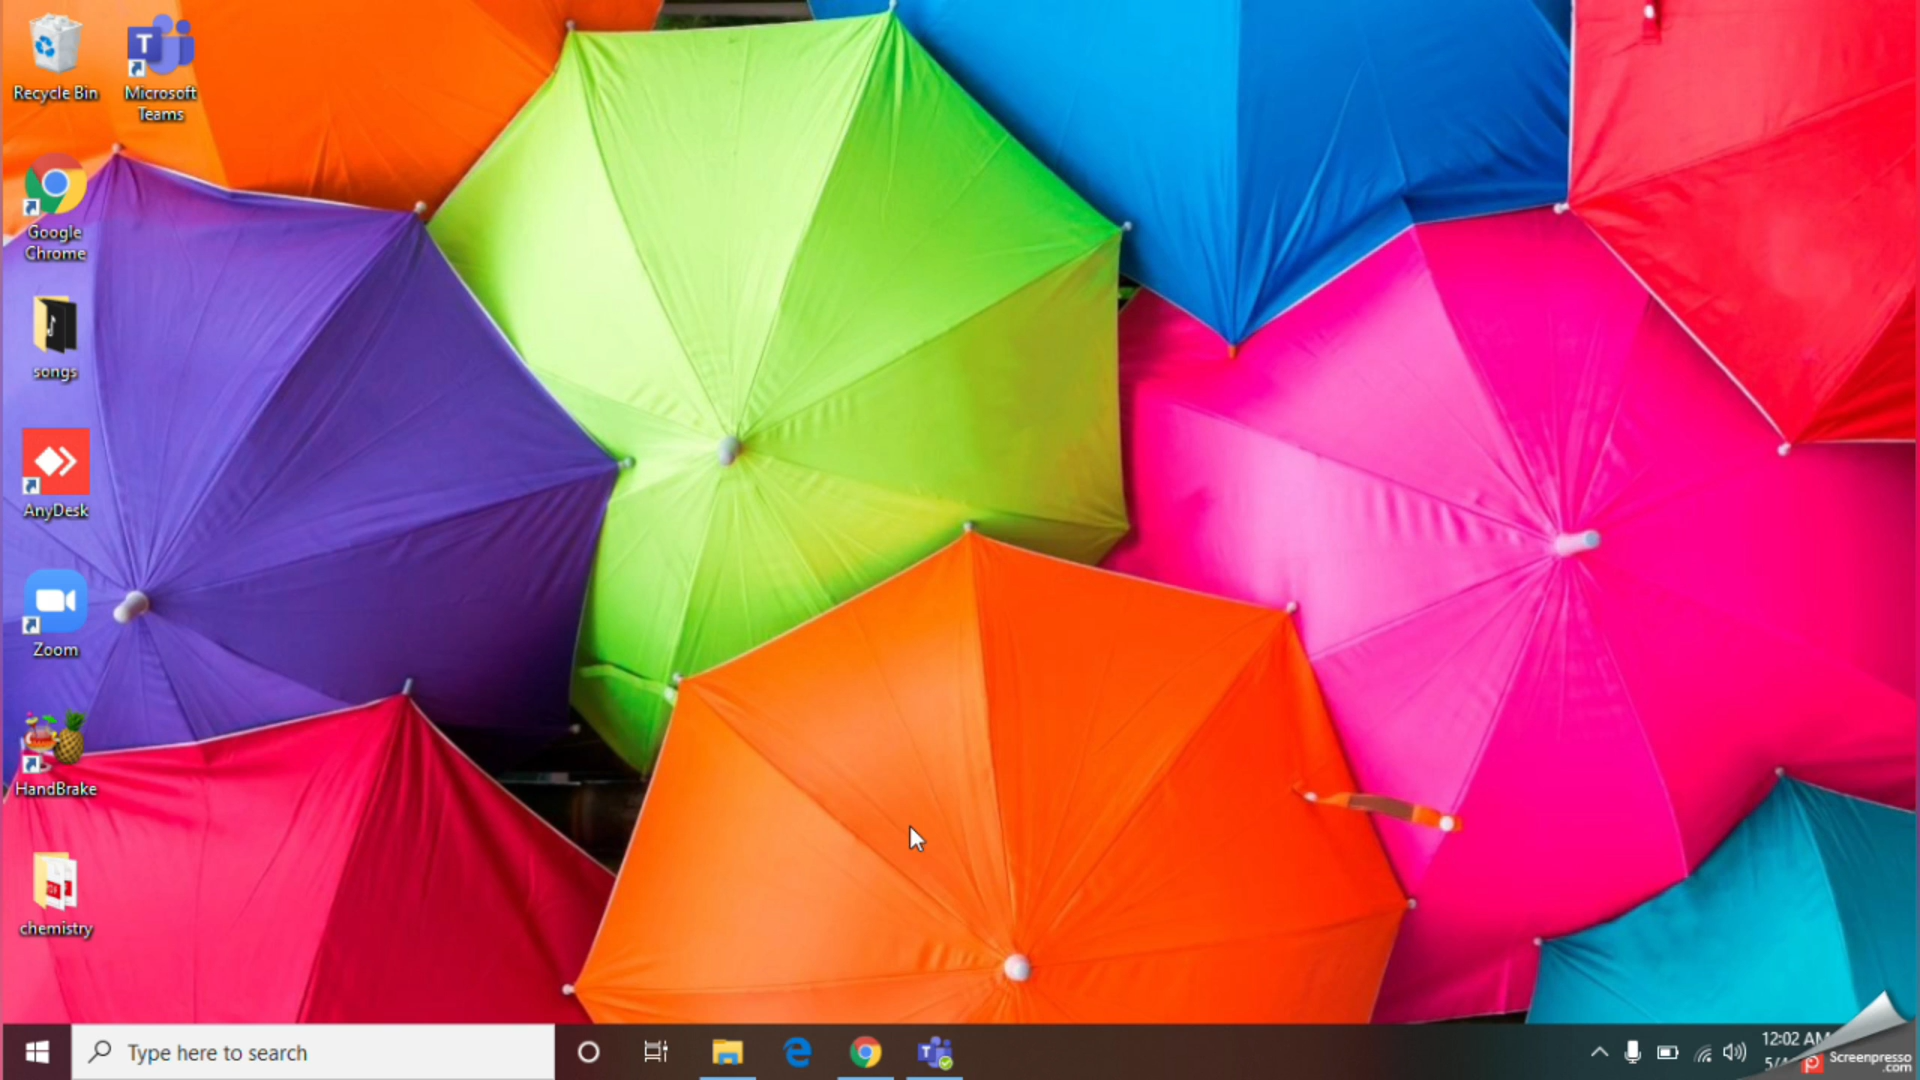 Recycle Bin
Microsoft
Teams
Google
Chrome
songs
AnyDesk
Zoom
HandBrake
chemistry
Type here to search
12:02 AM
Screenpresso
.com